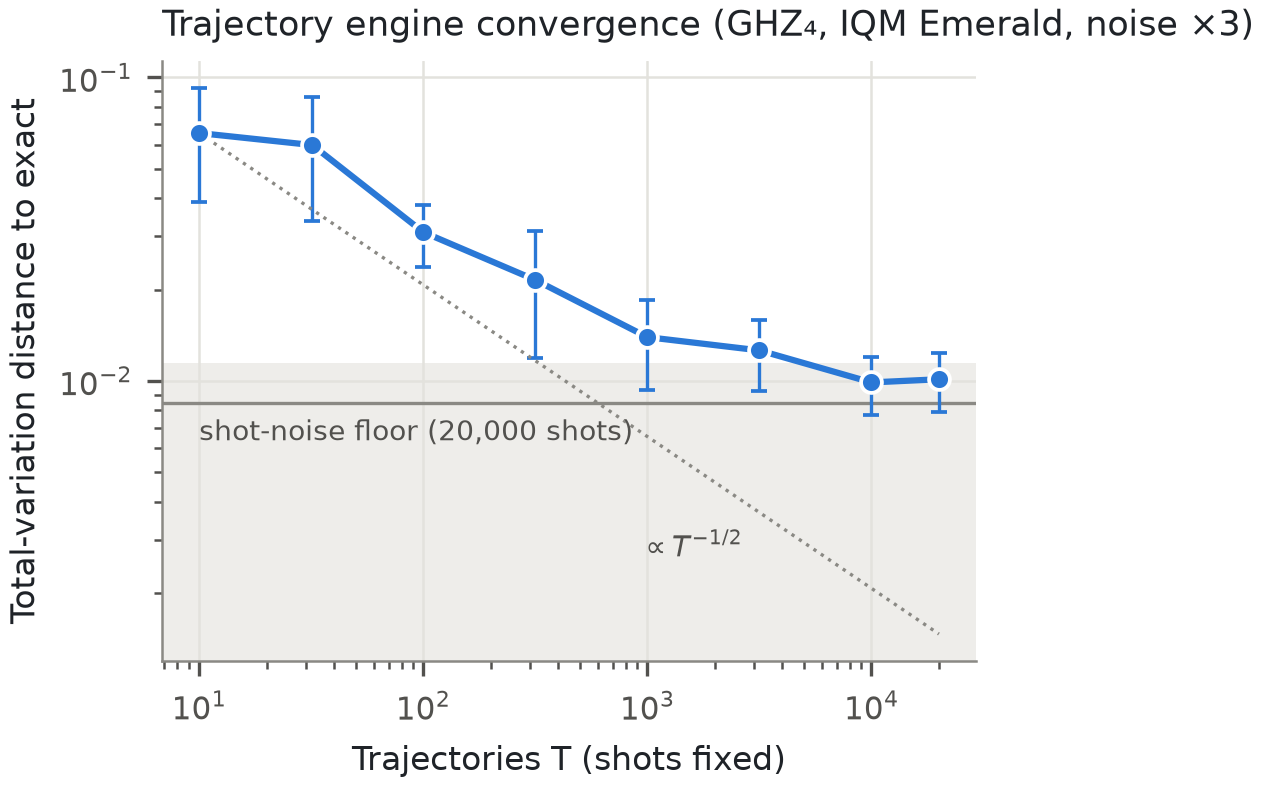 Trajectory engine convergence (GHZ₄, IQM Emerald, noise ×3)
Total-variation distance to exact
10⁻¹
10⁻²
shot-noise floor (20,000 shots)
∝ T⁻¹/²
10¹ 10² 10³ 10⁴
Trajectories T (shots fixed)